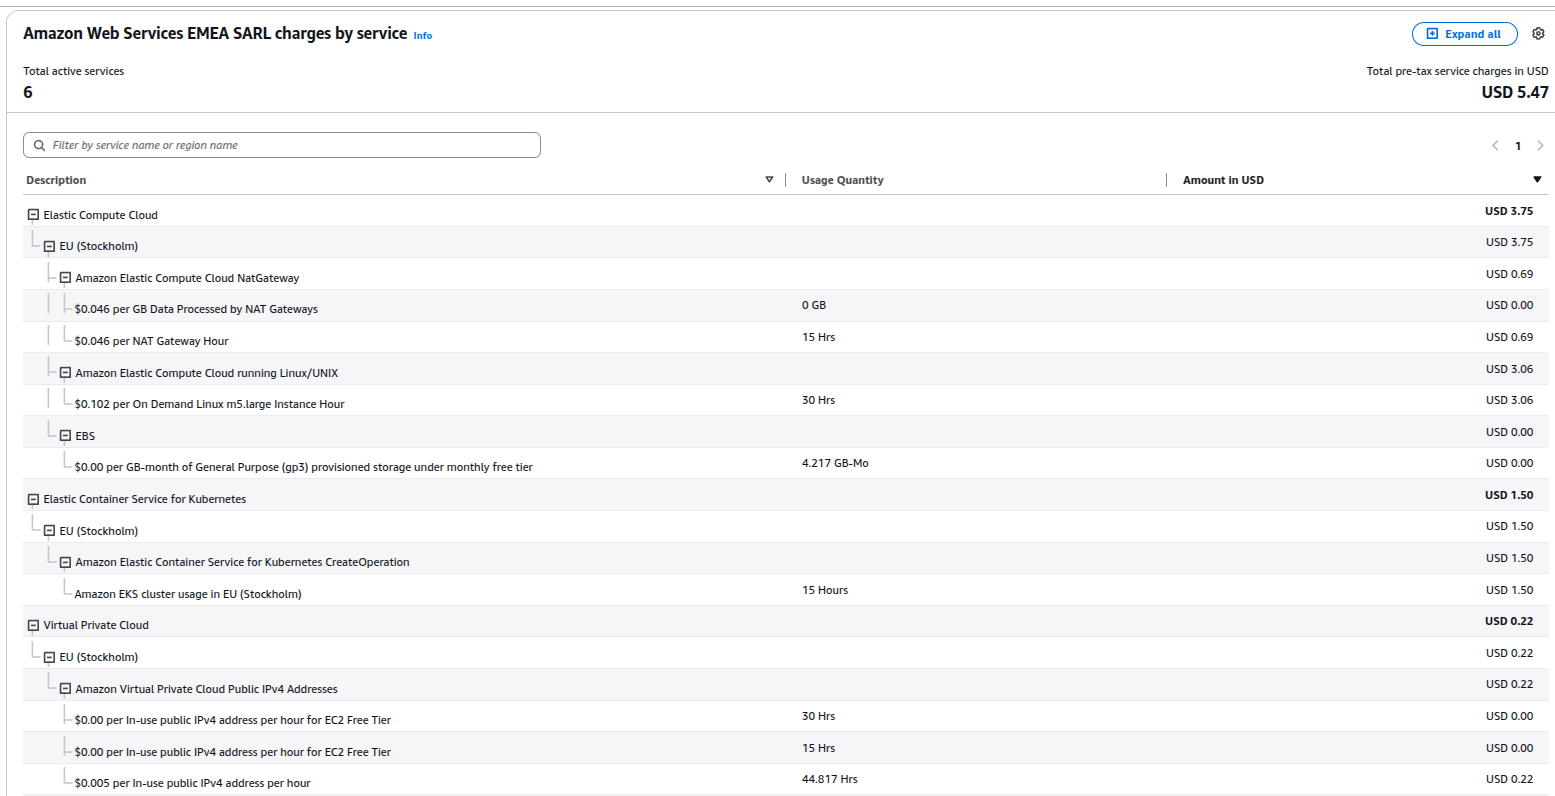 Amazon Web Services EMEA SARL charges by service Info
Expand all
Total active services
Total pre-tax service charges in USD
6
USD 5.47
Filter by service name or region name
1
Description Usage Quantity Amount in USD
Elastic Compute Cloud USD 3.75
EU (Stockholm) USD 3.75
Amazon Elastic Compute Cloud NatGateway USD 0.69
$0.046 per GB Data Processed by NAT Gateways 0 GB USD 0.00
$0.046 per NAT Gateway Hour 15 Hrs USD 0.69
Amazon Elastic Compute Cloud running Linux/UNIX USD 3.06
$0.102 per On Demand Linux m5.large Instance Hour 30 Hrs USD 3.06
EBS USD 0.00
$0.00 per GB-month of General Purpose (gp3) provisioned storage under monthly free tier 4.217 GB-Mo USD 0.00
Elastic Container Service for Kubernetes USD 1.50
EU (Stockholm) USD 1.50
Amazon Elastic Container Service for Kubernetes CreateOperation USD 1.50
Amazon EKS cluster usage in EU (Stockholm) 15 Hours USD 1.50
Virtual Private Cloud USD 0.22
EU (Stockholm) USD 0.22
Amazon Virtual Private Cloud Public IPv4 Addresses USD 0.22
$0.00 per In-use public IPv4 address per hour for EC2 Free Tier 30 Hrs USD 0.00
$0.00 per In-use public IPv4 address per hour for EC2 Free Tier 15 Hrs USD 0.00
$0.005 per In-use public IPv4 address per hour 44.817 Hrs USD 0.22